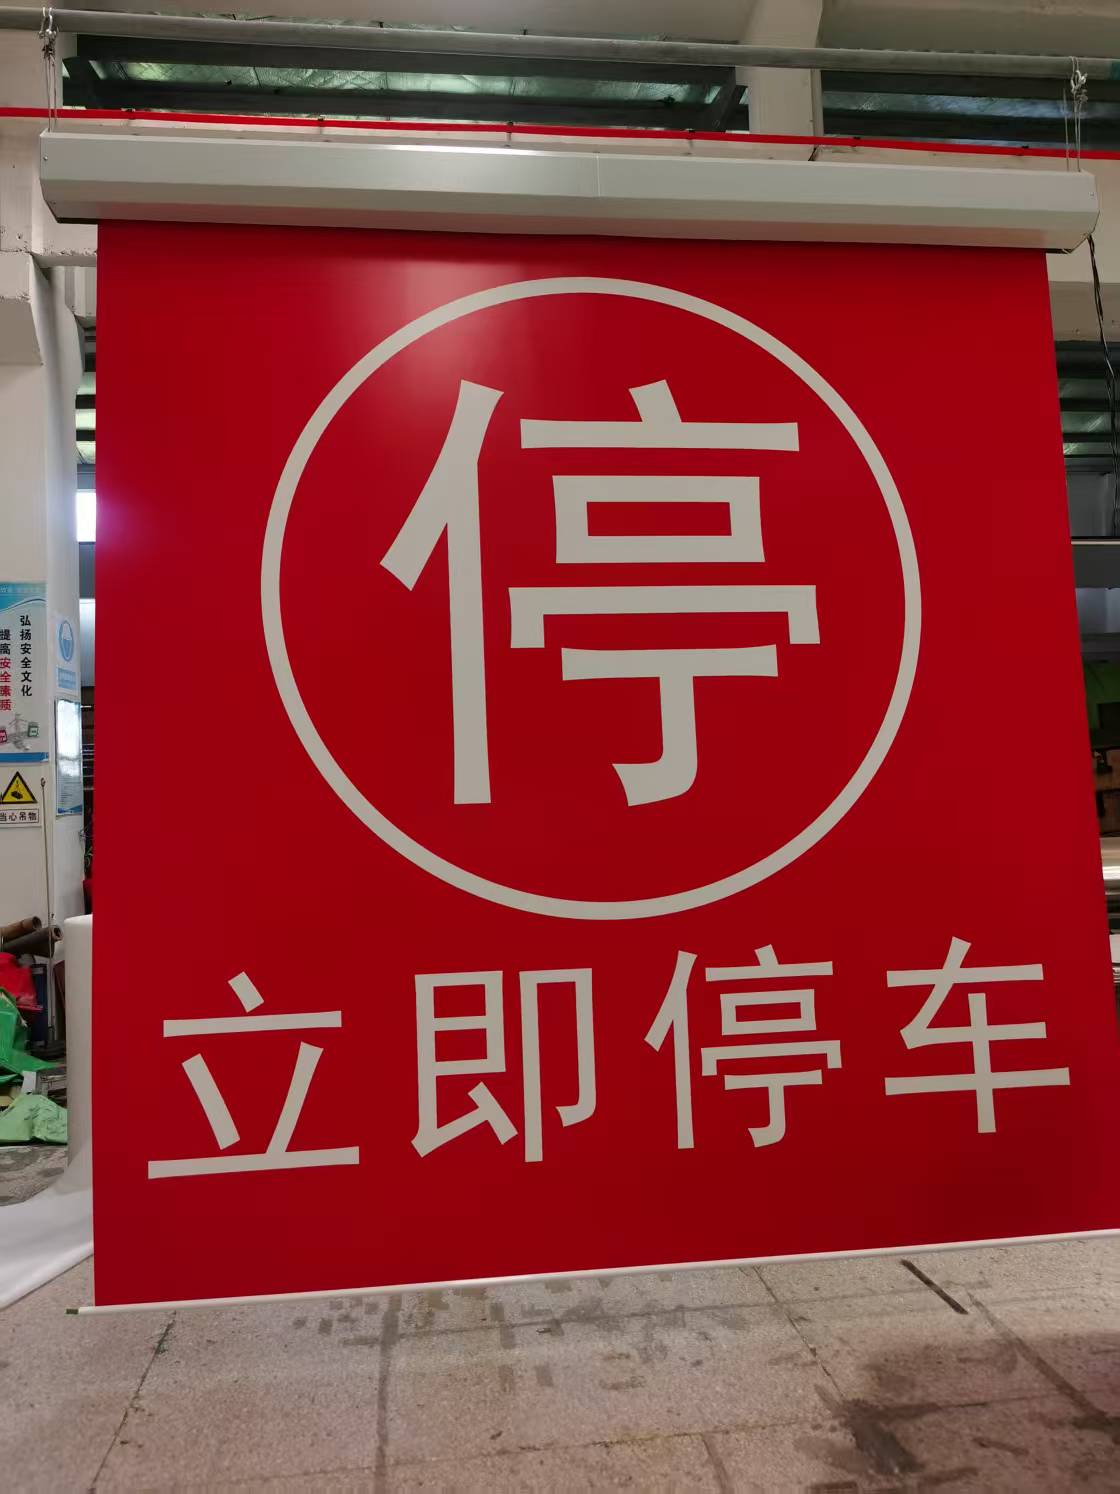 停
立即停车
弘扬安全文化
提高安全素质
当心吊物